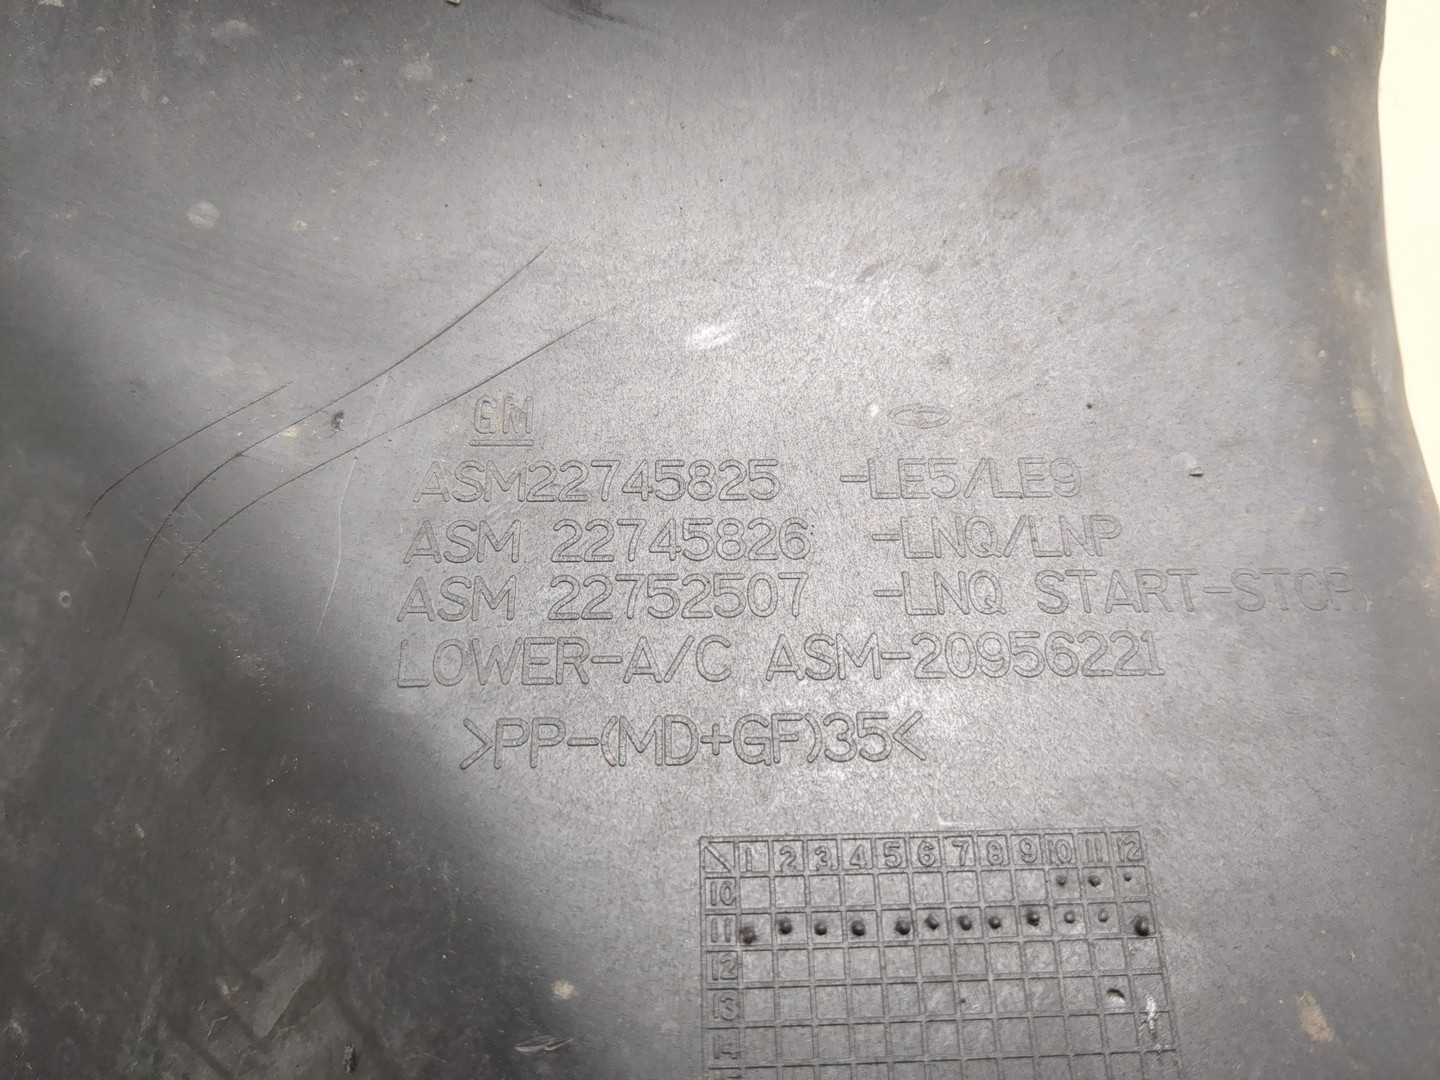 GM
ASM22745825 -LE5/LE9
ASM 22745826 -LNQ/LNP
ASM 22752507 -LNQ START-STOP
LOWER-A/C ASM-20956221
>PP-(MD+GF)35<
1 2 3 4 5 6 7 8 9 10 11 12
10
11
12
13
14